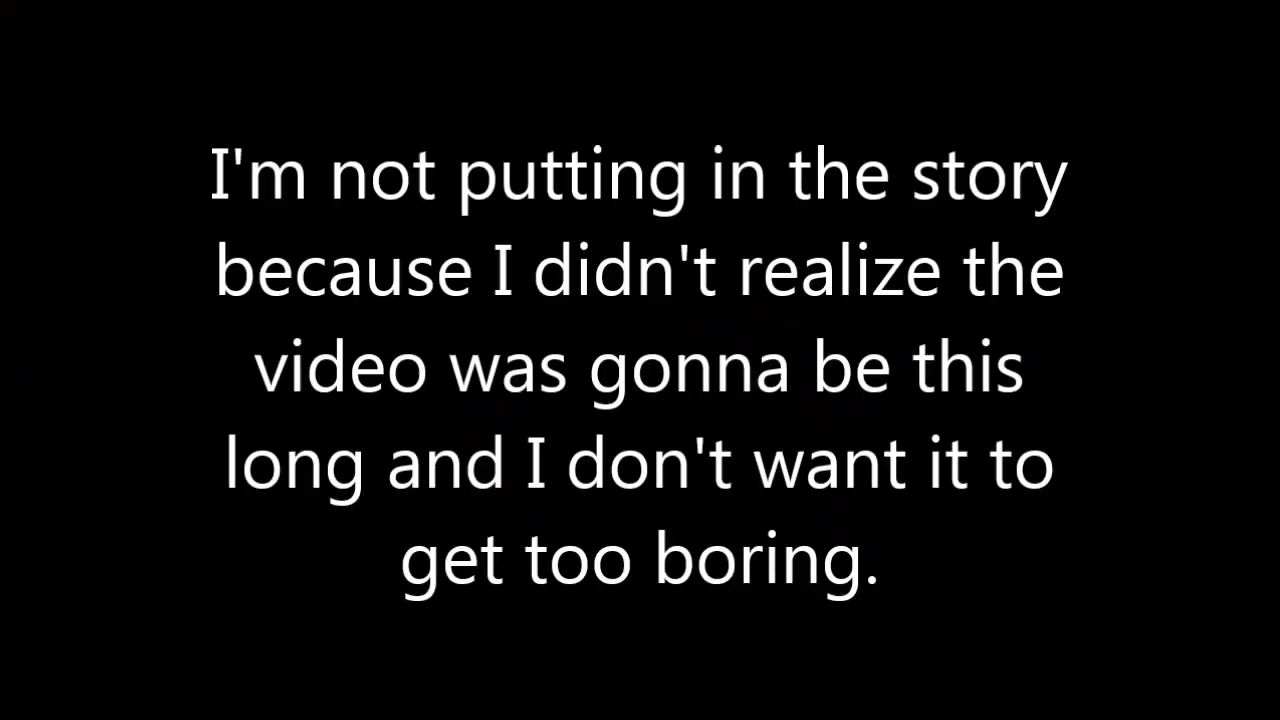 I'm not putting in the story
because I didn't realize the
video was gonna be this
long and I don't want it to
get too boring.